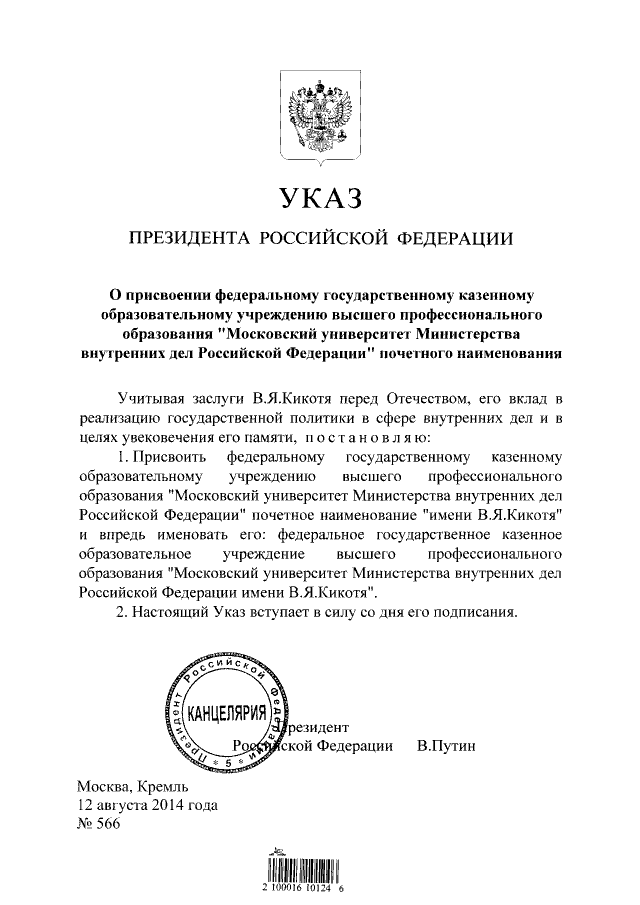 УКАЗ
ПРЕЗИДЕНТА РОССИЙСКОЙ ФЕДЕРАЦИИ
О присвоении федеральному государственному казенному
образовательному учреждению высшего профессионального
образования "Московский университет Министерства
внутренних дел Российской Федерации" почетного наименования
Учитывая заслуги В.Я.Кикотя перед Отечеством, его вклад в
реализацию государственной политики в сфере внутренних дел и в
целях увековечения его памяти, п о с т а н о в л я ю:
1. Присвоить федеральному государственному казенному
образовательному учреждению высшего профессионального
образования "Московский университет Министерства внутренних дел
Российской Федерации" почетное наименование "имени В.Я.Кикотя"
и впредь именовать его: федеральное государственное казенное
образовательное учреждение высшего профессионального
образования "Московский университет Министерства внутренних дел
Российской Федерации имени В.Я.Кикотя".
2. Настоящий Указ вступает в силу со дня его подписания.
Президент Российской Федерации
* 5 *
КАНЦЕЛЯРИЯ
Президент
Российской Федерации В.Путин
Москва, Кремль
12 августа 2014 года
№ 566
2 100016 10124 6